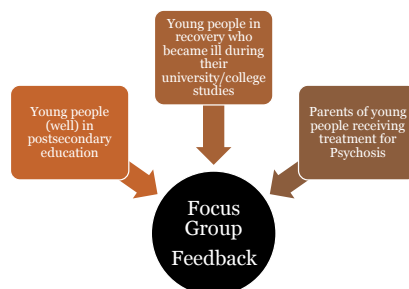 Young people in
recovery who
became ill during
their
university/college
studies
Young people
(well) in
postsecondary
education
Parents of young
people receiving
treatment for
Psychosis
Focus
Group
Feedback